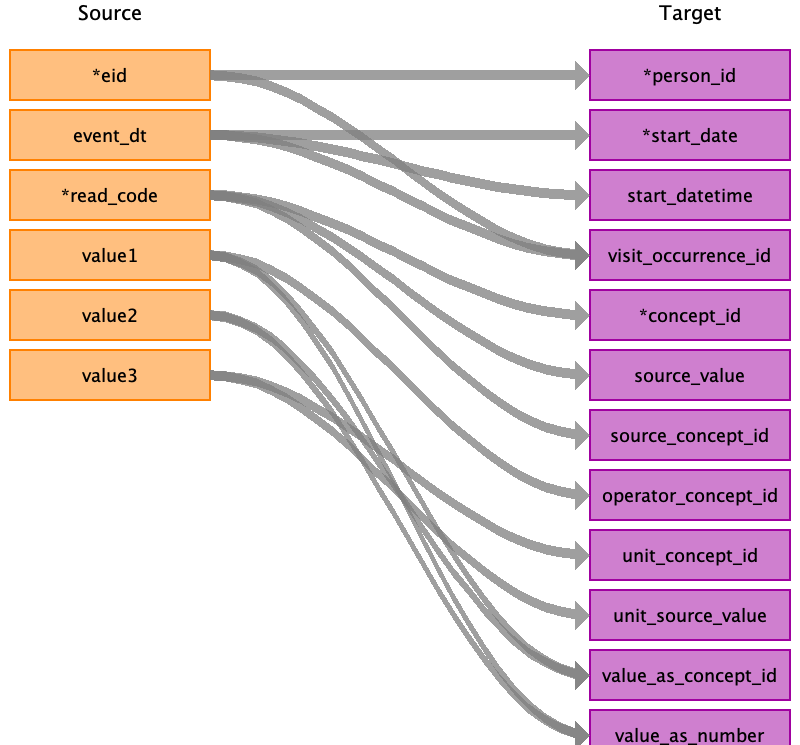 Source
Target
*eid
*person_id
event_dt
*start_date
*read_code
start_datetime
value1
visit_occurrence_id
value2
*concept_id
value3
source_value
source_concept_id
operator_concept_id
unit_concept_id
unit_source_value
value_as_concept_id
value_as_number